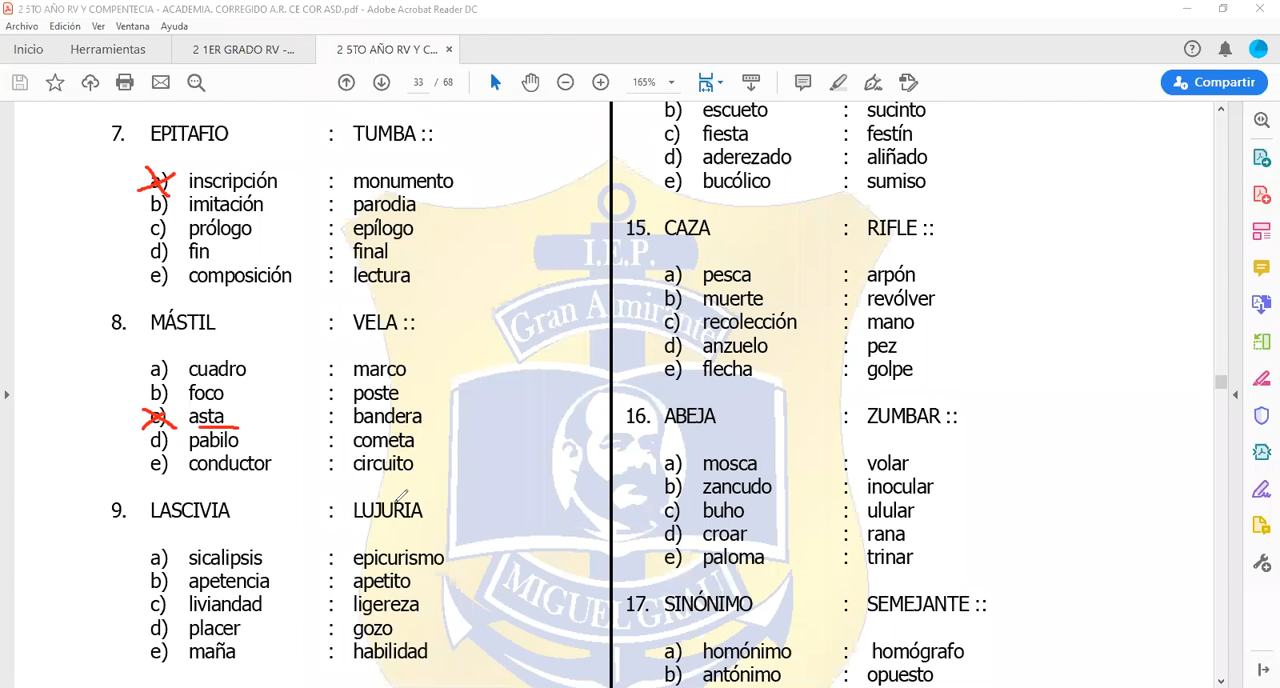 2 5TO AÑO RV Y COMPENTECIA - ACADEMIA. CORREGIDO A.R. CE COR ASD.pdf - Adobe Acrobat Reader DC
Archivo Edición Ver Ventana Ayuda
Inicio Herramientas 2 1ER GRADO RV -... 2 5TO AÑO RV Y C... ×
33 / 68 165% Compartir
7. EPITAFIO : TUMBA ::
a) inscripción : monumento
b) imitación : parodia
c) prólogo : epílogo
d) fin : final
e) composición : lectura
8. MÁSTIL : VELA ::
a) cuadro : marco
b) foco : poste
c) asta : bandera
d) pabilo : cometa
e) conductor : circuito
9. LASCIVIA : LUJURIA
a) sicalipsis : epicurismo
b) apetencia : apetito
c) liviandad : ligereza
d) placer : gozo
e) maña : habilidad
b) escueto : sucinto
c) fiesta : festín
d) aderezado : aliñado
e) bucólico : sumiso
15. CAZA : RIFLE ::
a) pesca : arpón
b) muerte : revólver
c) recolección : mano
d) anzuelo : pez
e) flecha : golpe
16. ABEJA : ZUMBAR ::
a) mosca : volar
b) zancudo : inocular
c) buho : ulular
d) croar : rana
e) paloma : trinar
17. SINÓNIMO : SEMEJANTE ::
a) homónimo : homógrafo
b) antónimo : opuesto
I.E.P.
Gran Almirante
MIGUEL GRAU